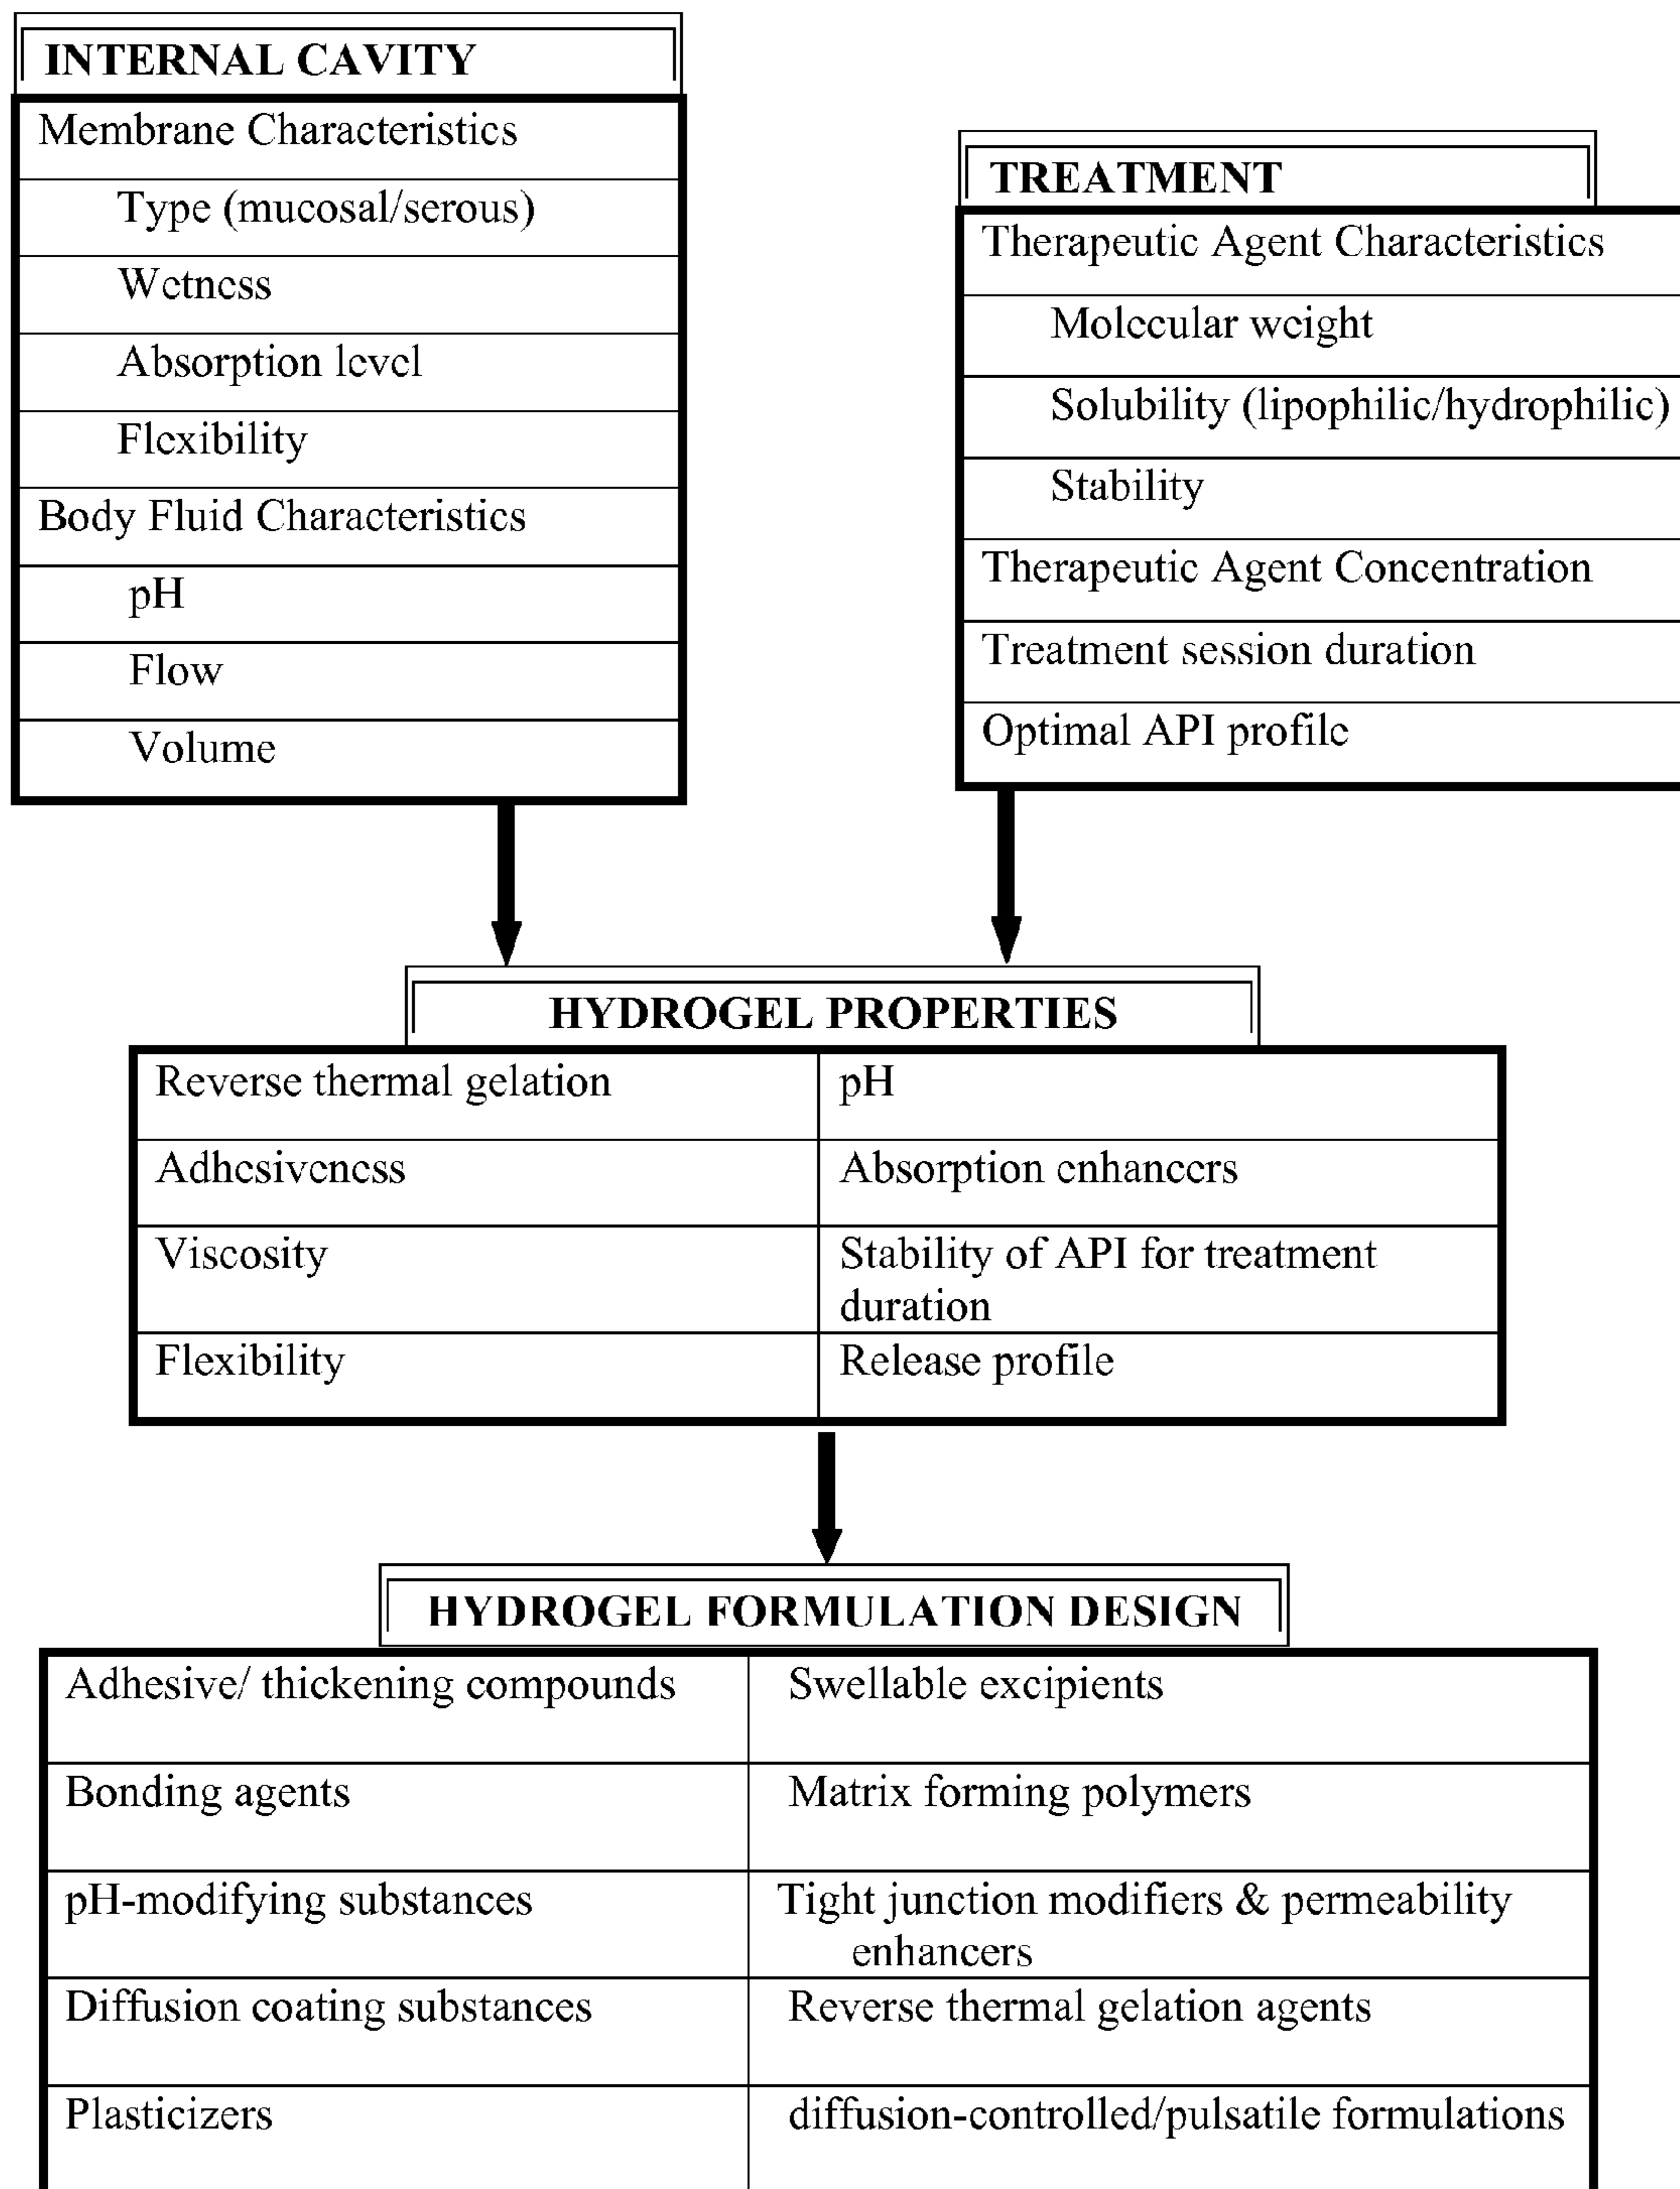 INTERNAL CAVITY
Membrane Characteristics
Type (mucosal/serous)
Wetness
Absorption level
Flexibility
Body Fluid Characteristics
pH
Flow
Volume
TREATMENT
Therapeutic Agent Characteristics
Molecular weight
Solubility (lipophilic/hydrophilic)
Stability
Therapeutic Agent Concentration
Treatment session duration
Optimal API profile
HYDROGEL PROPERTIES
Reverse thermal gelation
pH
Adhesiveness
Absorption enhancers
Viscosity
Stability of API for treatment
duration
Flexibility
Release profile
HYDROGEL FORMULATION DESIGN
Adhesive/ thickening compounds
Swellable excipients
Bonding agents
Matrix forming polymers
pH-modifying substances
Tight junction modifiers & permeability
enhancers
Diffusion coating substances
Reverse thermal gelation agents
Plasticizers
diffusion-controlled/pulsatile formulations